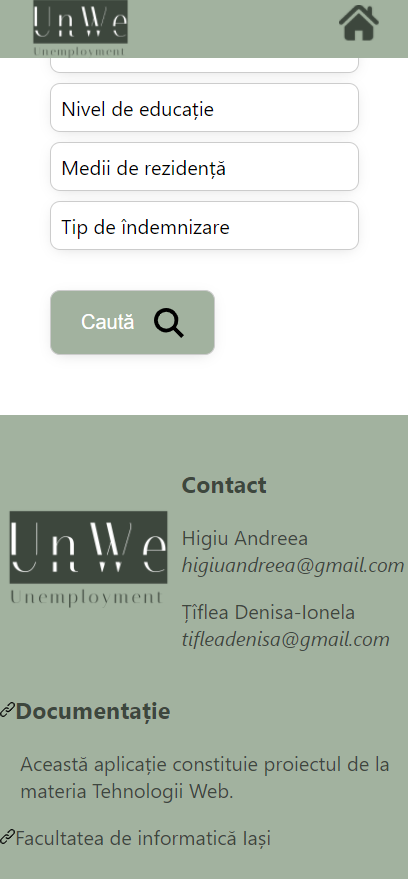 UnWe
Unemployment
Nivel de educație
Medii de rezidență
Tip de îndemnizare
Caută
Contact
UnWe
Unemployment
Higiu Andreea
higiuandreea@gmail.com
Țîflea Denisa-Ionela
tifleadenisa@gmail.com
Documentație
Această aplicație constituie proiectul de la
materia Tehnologii Web.
Facultatea de informatică Iași